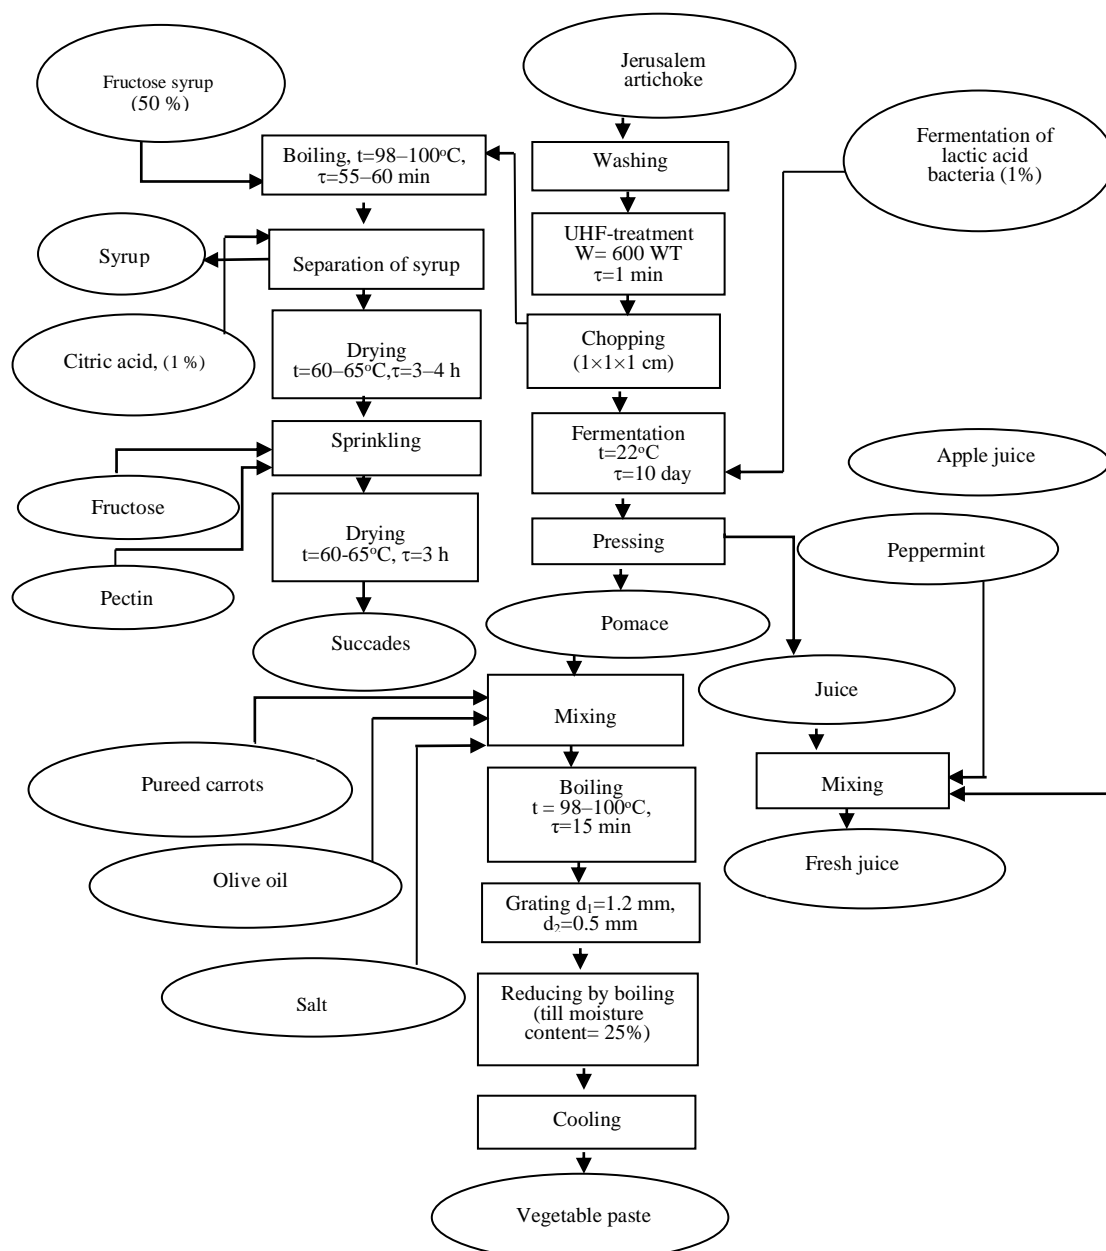 Fructose syrup
(50 %)
Jerusalem
artichoke
Fermentation of
lactic acid
bacteria (1%)
Boiling, t=98–100°C,
τ=55–60 min
Washing
UHF-treatment
W= 600 WT
τ=1 min
Syrup
Separation of syrup
Citric acid, (1 %)
Drying
t=60–65°C,τ=3–4 h
Chopping
(1×1×1 cm)
Sprinkling
Fermentation
t=22°C
τ=10 day
Apple juice
Fructose
Drying
t=60-65°C, τ=3 h
Pressing
Peppermint
Pectin
Succades
Pomace
Juice
Mixing
Pureed carrots
Boiling
t = 98–100°C,
τ=15 min
Mixing
Olive oil
Fresh juice
Grating d₁=1.2 mm,
d₂=0.5 mm
Salt
Reducing by boiling
(till moisture
content= 25%)
Cooling
Vegetable paste